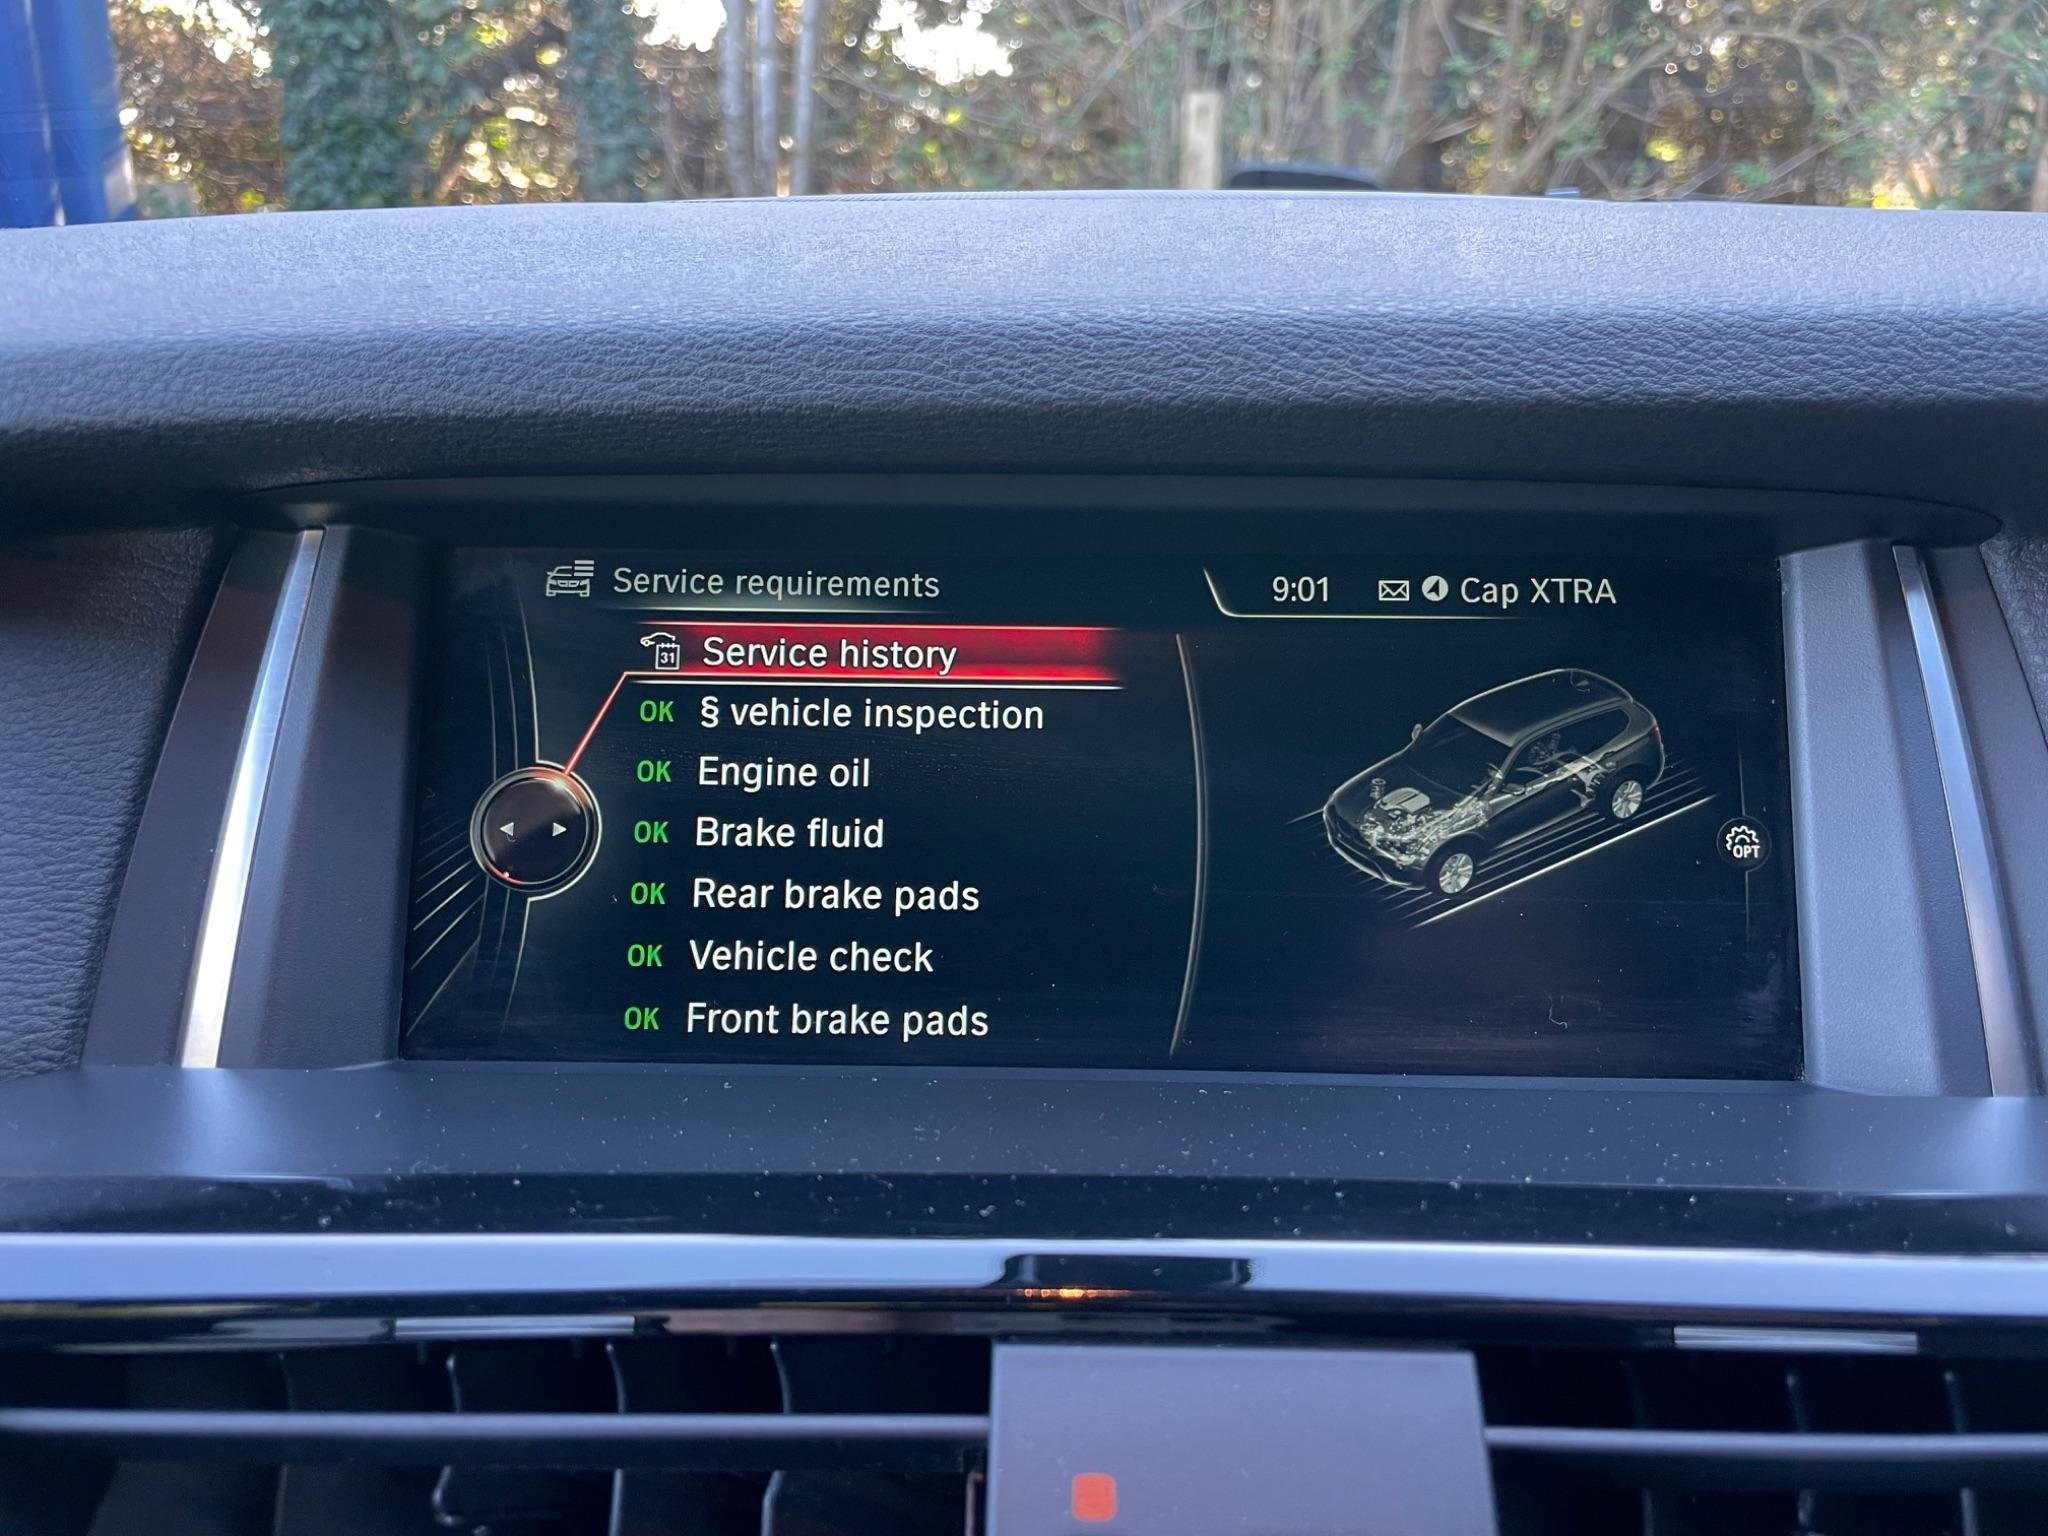 Service requirements
9:01 Cap XTRA
31 Service history
OK § vehicle inspection
OK Engine oil
OK Brake fluid
OK Rear brake pads
OK Vehicle check
OK Front brake pads
OPT